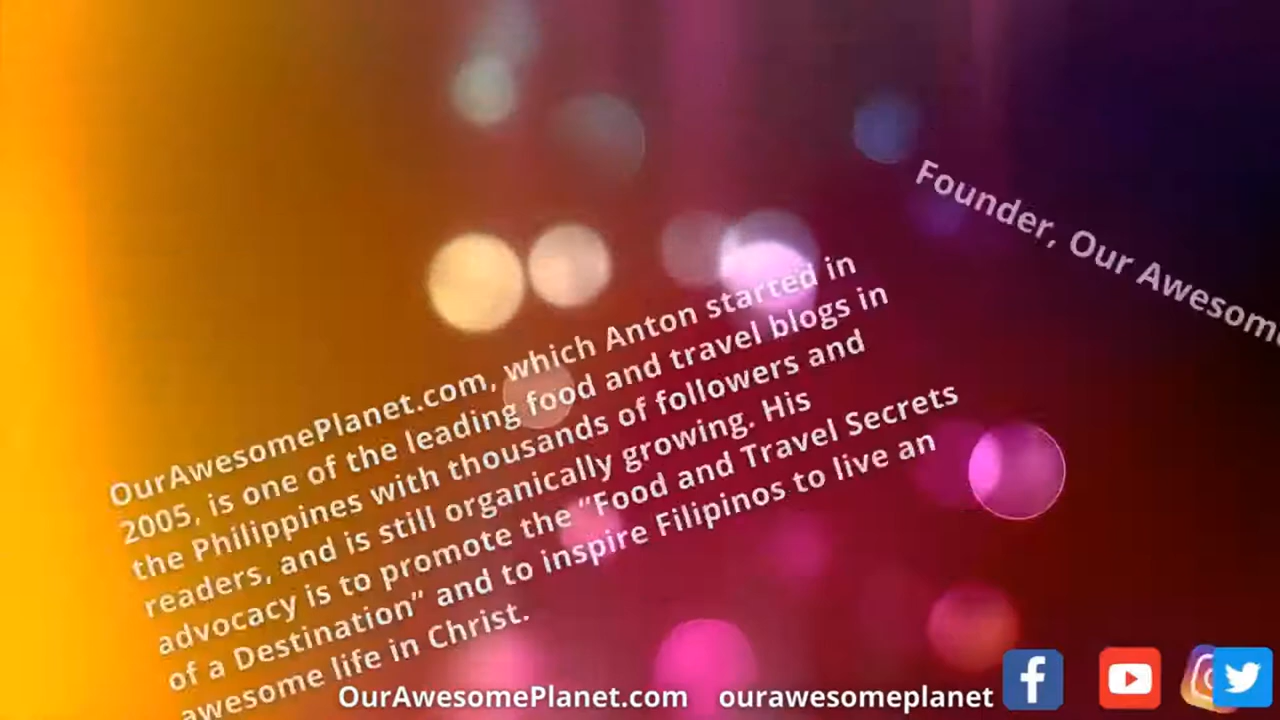 Founder, Our Awesome
OurAwesomePlanet.com, which Anton started in
2005, is one of the leading food and travel blogs in
the Philippines with thousands of followers and
readers, and is still organically growing. His
advocacy is to promote the “Food and Travel Secrets
of a Destination” and to inspire Filipinos to live an
awesome life in Christ.
OurAwesomePlanet.com ourawesomeplanet